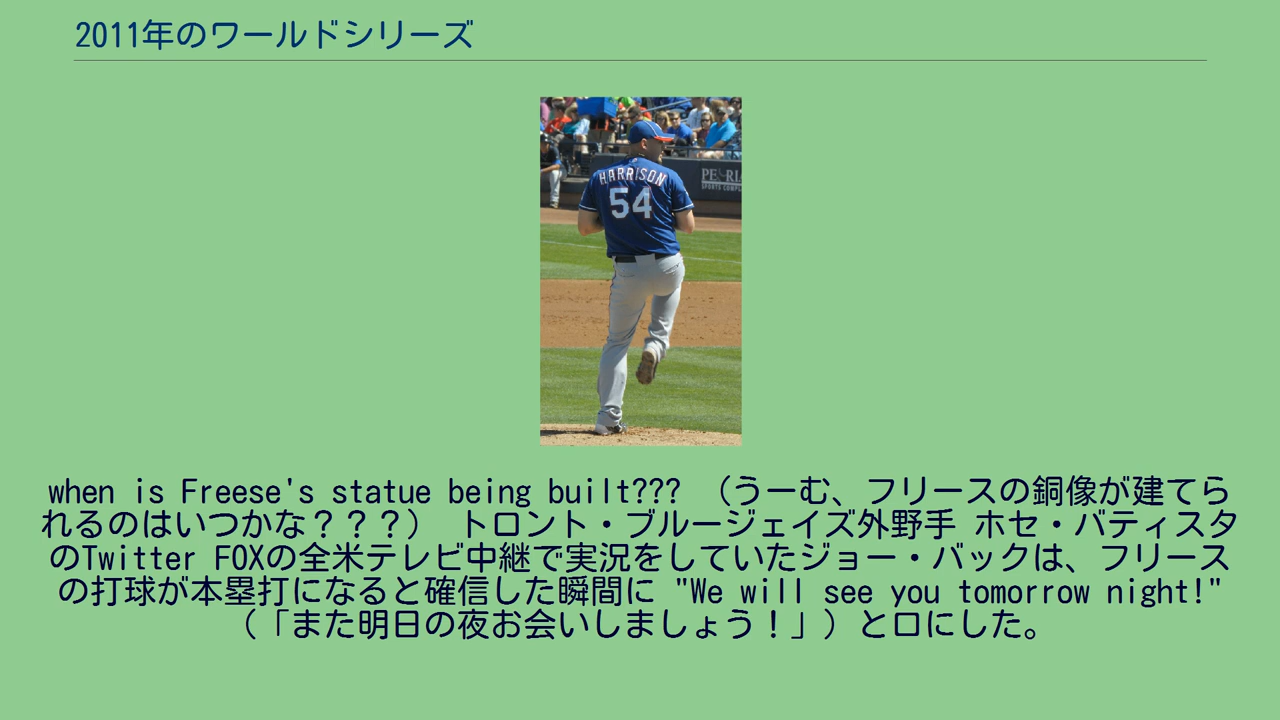 2011年のワールドシリーズ
HARRISON
54
SPORTS COMP
when is Freese's statue being built??? （うーむ、フリースの銅像が建てら
れるのはいつかな？？？） トロント・ブルージェイズ外野手 ホセ・バティスタ
のTwitter FOXの全米テレビ中継で実況をしていたジョー・バックは、フリース
の打球が本塁打になると確信した瞬間に "We will see you tomorrow night!"
（「また明日の夜お会いしましょう！」）と口にした。